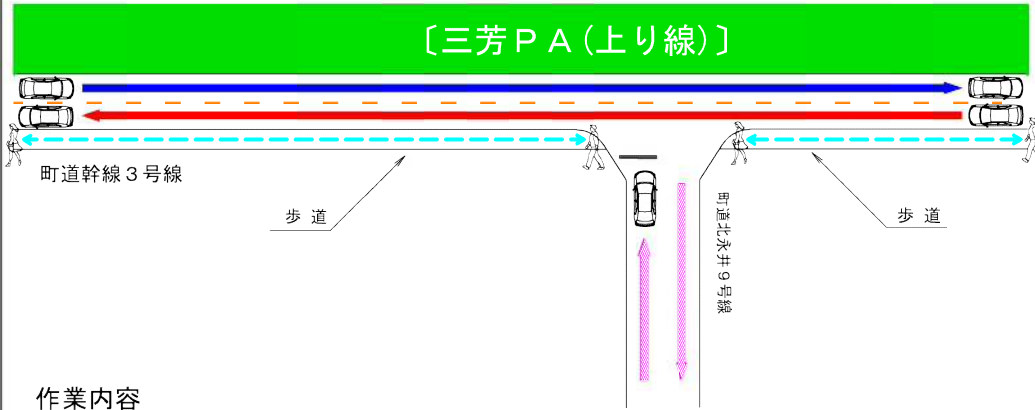 〔三芳ＰＡ（上り線）〕
町道幹線３号線
歩道
町道北永井９号線
歩道
作業内容